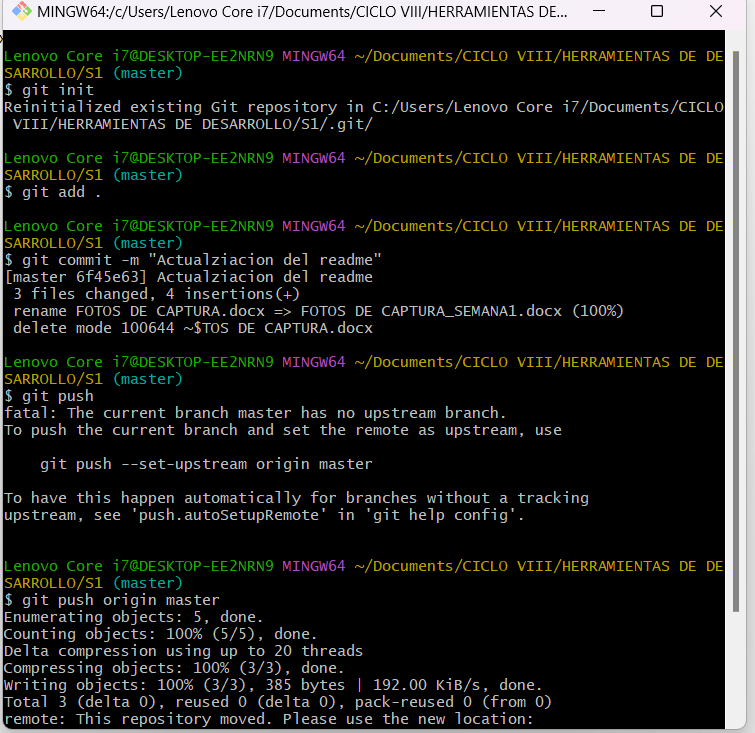 MINGW64:/c/Users/Lenovo Core i7/Documents/CICLO VIII/HERRAMIENTAS DE...
Lenovo Core i7@DESKTOP-EE2NRN9 MINGW64 ~/Documents/CICLO VIII/HERRAMIENTAS DE DE
SARROLLO/S1 (master)
$ git init
Reinitialized existing Git repository in C:/Users/Lenovo Core i7/Documents/CICLO
 VIII/HERRAMIENTAS DE DESARROLLO/S1/.git/
Lenovo Core i7@DESKTOP-EE2NRN9 MINGW64 ~/Documents/CICLO VIII/HERRAMIENTAS DE DE
SARROLLO/S1 (master)
$ git add .
Lenovo Core i7@DESKTOP-EE2NRN9 MINGW64 ~/Documents/CICLO VIII/HERRAMIENTAS DE DE
SARROLLO/S1 (master)
$ git commit -m "Actualziacion del readme"
[master 6f45e63] Actualziacion del readme
 3 files changed, 4 insertions(+)
 rename FOTOS DE CAPTURA.docx => FOTOS DE CAPTURA_SEMANA1.docx (100%)
 delete mode 100644 ~$TOS DE CAPTURA.docx
Lenovo Core i7@DESKTOP-EE2NRN9 MINGW64 ~/Documents/CICLO VIII/HERRAMIENTAS DE DE
SARROLLO/S1 (master)
$ git push
fatal: The current branch master has no upstream branch.
To push the current branch and set the remote as upstream, use
    git push --set-upstream origin master
To have this happen automatically for branches without a tracking
upstream, see 'push.autoSetupRemote' in 'git help config'.
Lenovo Core i7@DESKTOP-EE2NRN9 MINGW64 ~/Documents/CICLO VIII/HERRAMIENTAS DE DE
SARROLLO/S1 (master)
$ git push origin master
Enumerating objects: 5, done.
Counting objects: 100% (5/5), done.
Delta compression using up to 20 threads
Compressing objects: 100% (3/3), done.
Writing objects: 100% (3/3), 385 bytes | 192.00 KiB/s, done.
Total 3 (delta 0), reused 0 (delta 0), pack-reused 0 (from 0)
remote: This repository moved. Please use the new location: